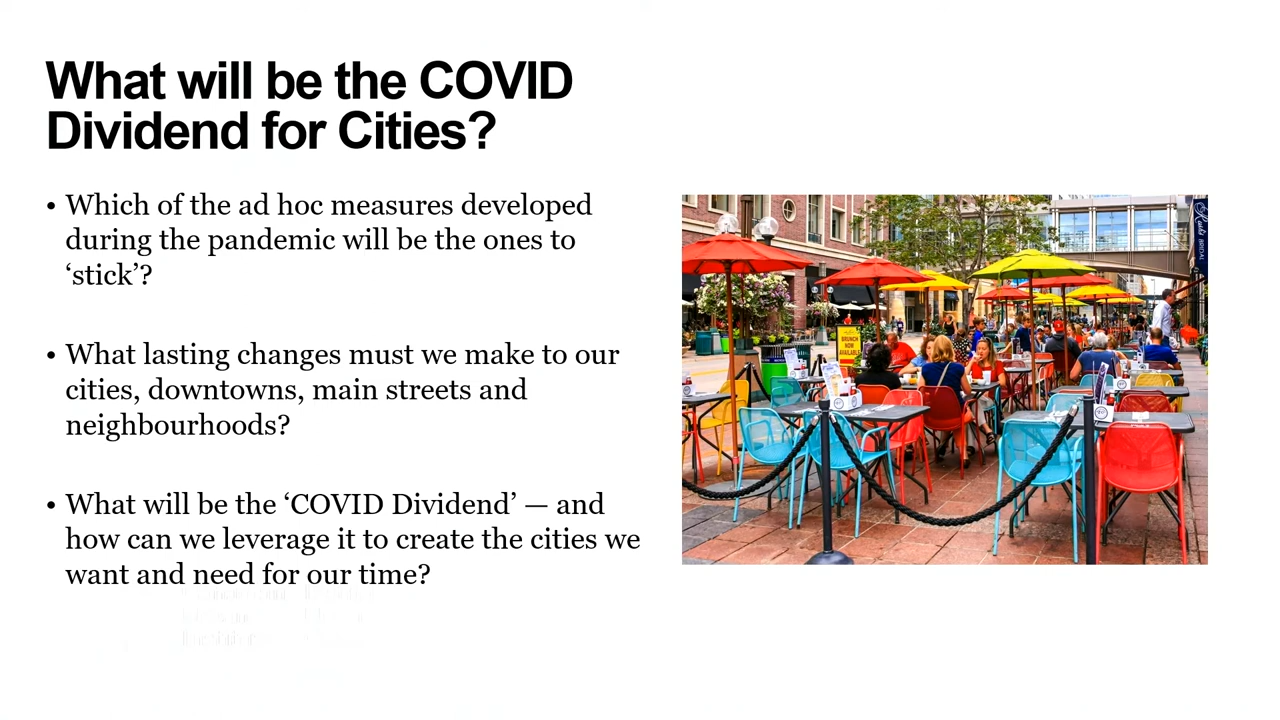 What will be the COVID
Dividend for Cities?
• Which of the ad hoc measures developed
during the pandemic will be the ones to
‘stick’?
• What lasting changes must we make to our
cities, downtowns, main streets and
neighbourhoods?
• What will be the ‘COVID Dividend’ — and
how can we leverage it to create the cities we
want and need for our time?
BRUNCH
NOW
AVAILABLE
BRIDAL